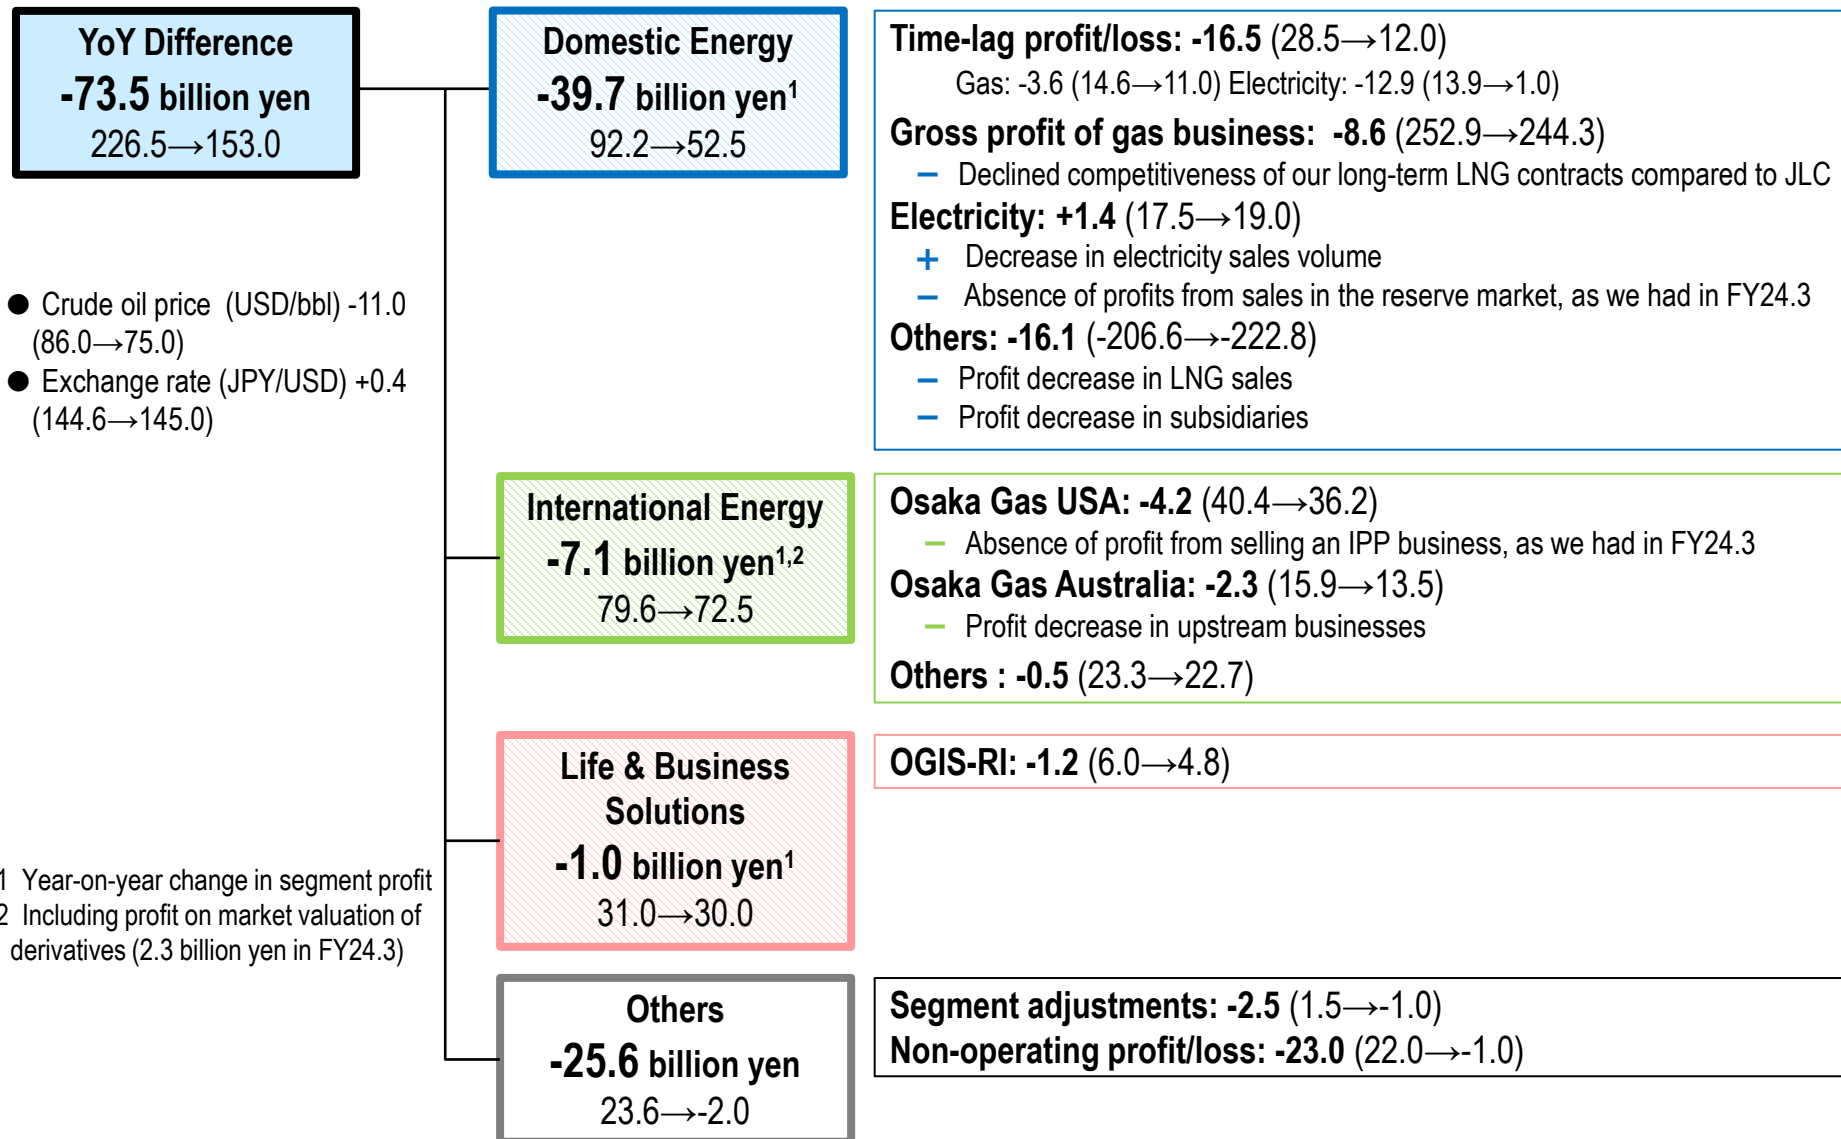 YoY Difference
-73.5 billion yen
226.5→153.0
● Crude oil price (USD/bbl) -11.0
(86.0→75.0)
● Exchange rate (JPY/USD) +0.4
(144.6→145.0)
1 Year-on-year change in segment profit
2 Including profit on market valuation of
derivatives (2.3 billion yen in FY24.3)
Domestic Energy
-39.7 billion yen1
92.2→52.5
Time-lag profit/loss: -16.5 (28.5→12.0)
Gas: -3.6 (14.6→11.0) Electricity: -12.9 (13.9→1.0)
Gross profit of gas business: -8.6 (252.9→244.3)
− Declined competitiveness of our long-term LNG contracts compared to JLC
Electricity: +1.4 (17.5→19.0)
+ Decrease in electricity sales volume
− Absence of profits from sales in the reserve market, as we had in FY24.3
Others: -16.1 (-206.6→-222.8)
− Profit decrease in LNG sales
− Profit decrease in subsidiaries
International Energy
-7.1 billion yen1,2
79.6→72.5
Osaka Gas USA: -4.2 (40.4→36.2)
− Absence of profit from selling an IPP business, as we had in FY24.3
Osaka Gas Australia: -2.3 (15.9→13.5)
− Profit decrease in upstream businesses
Others : -0.5 (23.3→22.7)
Life & Business
Solutions
-1.0 billion yen1
31.0→30.0
OGIS-RI: -1.2 (6.0→4.8)
Others
-25.6 billion yen
23.6→-2.0
Segment adjustments: -2.5 (1.5→-1.0)
Non-operating profit/loss: -23.0 (22.0→-1.0)